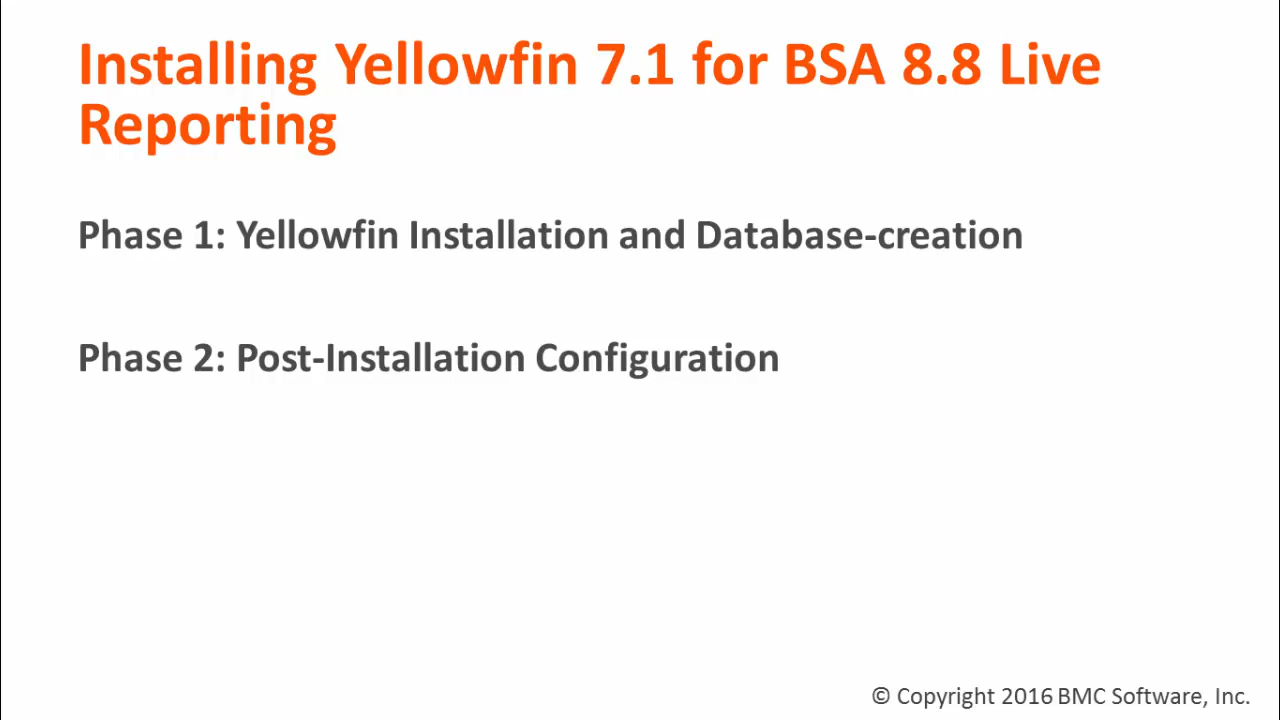 Installing Yellowfin 7.1 for BSA 8.8 Live
Reporting
Phase 1: Yellowfin Installation and Database-creation
Phase 2: Post-Installation Configuration
© Copyright 2016 BMC Software, Inc.